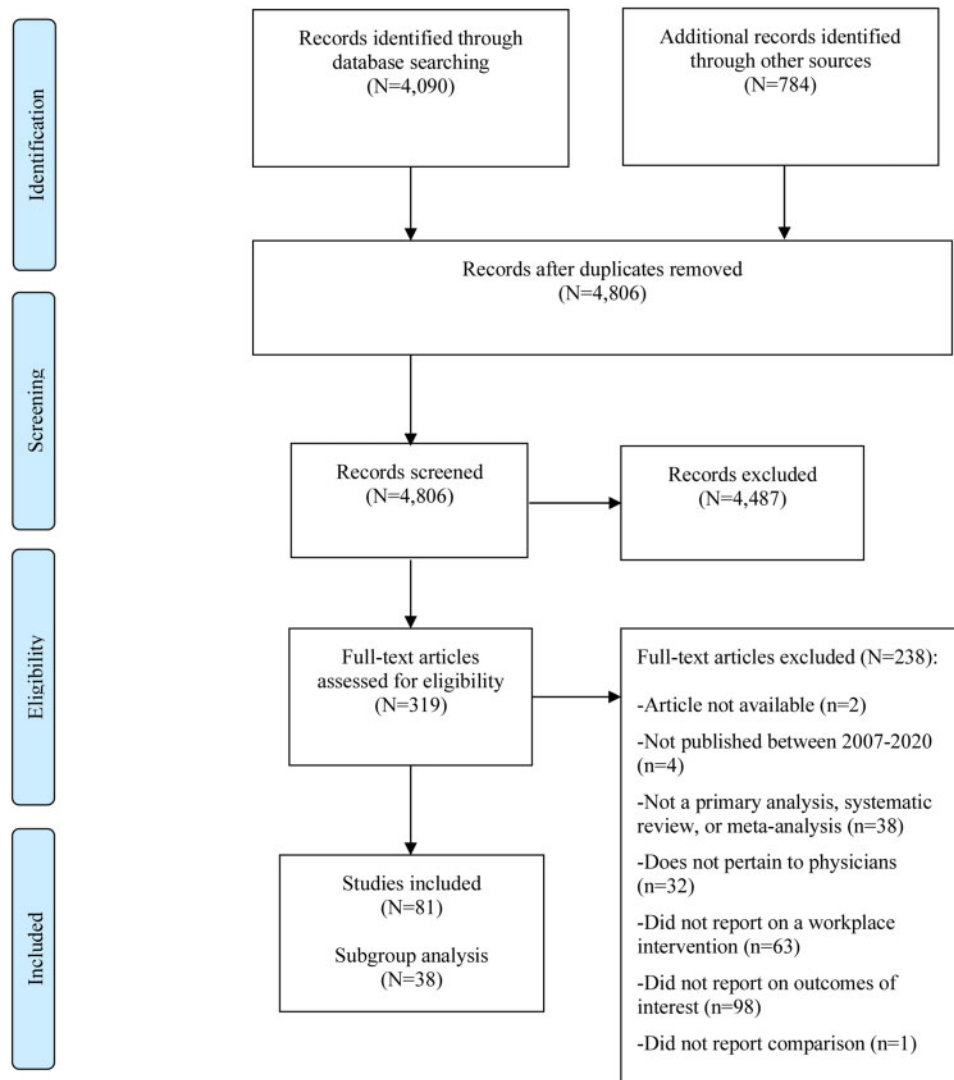 Identification
Records identified through
database searching
(N=4,090)
Additional records identified
through other sources
(N=784)
Records after duplicates removed
(N=4,806)
Screening
Records screened
(N=4,806)
Records excluded
(N=4,487)
Eligibility
Full-text articles
assessed for eligibility
(N=319)
Full-text articles excluded (N=238):
-Article not available (n=2)
-Not published between 2007-2020
(n=4)
-Not a primary analysis, systematic
review, or meta-analysis (n=38)
-Does not pertain to physicians
(n=32)
-Did not report on a workplace
intervention (n=63)
-Did not report on outcomes of
interest (n=98)
-Did not report comparison (n=1)
Included
Studies included
(N=81)
Subgroup analysis
(N=38)